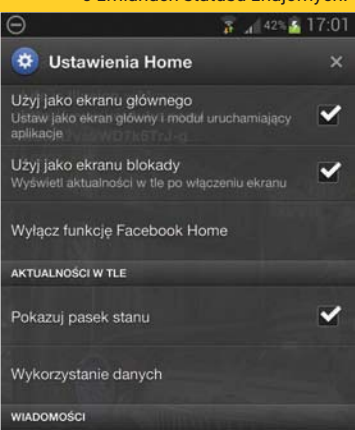 o zmianach statusu znajomych.
42% 17:01
Ustawienia Home
Użyj jako ekranu głównego
Ustaw jako ekran główny i moduł uruchamiający
aplikacje
Użyj jako ekranu blokady
Wyświetl aktualności w tle po włączeniu ekranu
Wyłącz funkcję Facebook Home
AKTUALNOŚCI W TLE
Pokazuj pasek stanu
Wykorzystanie danych
WIADOMOŚCI